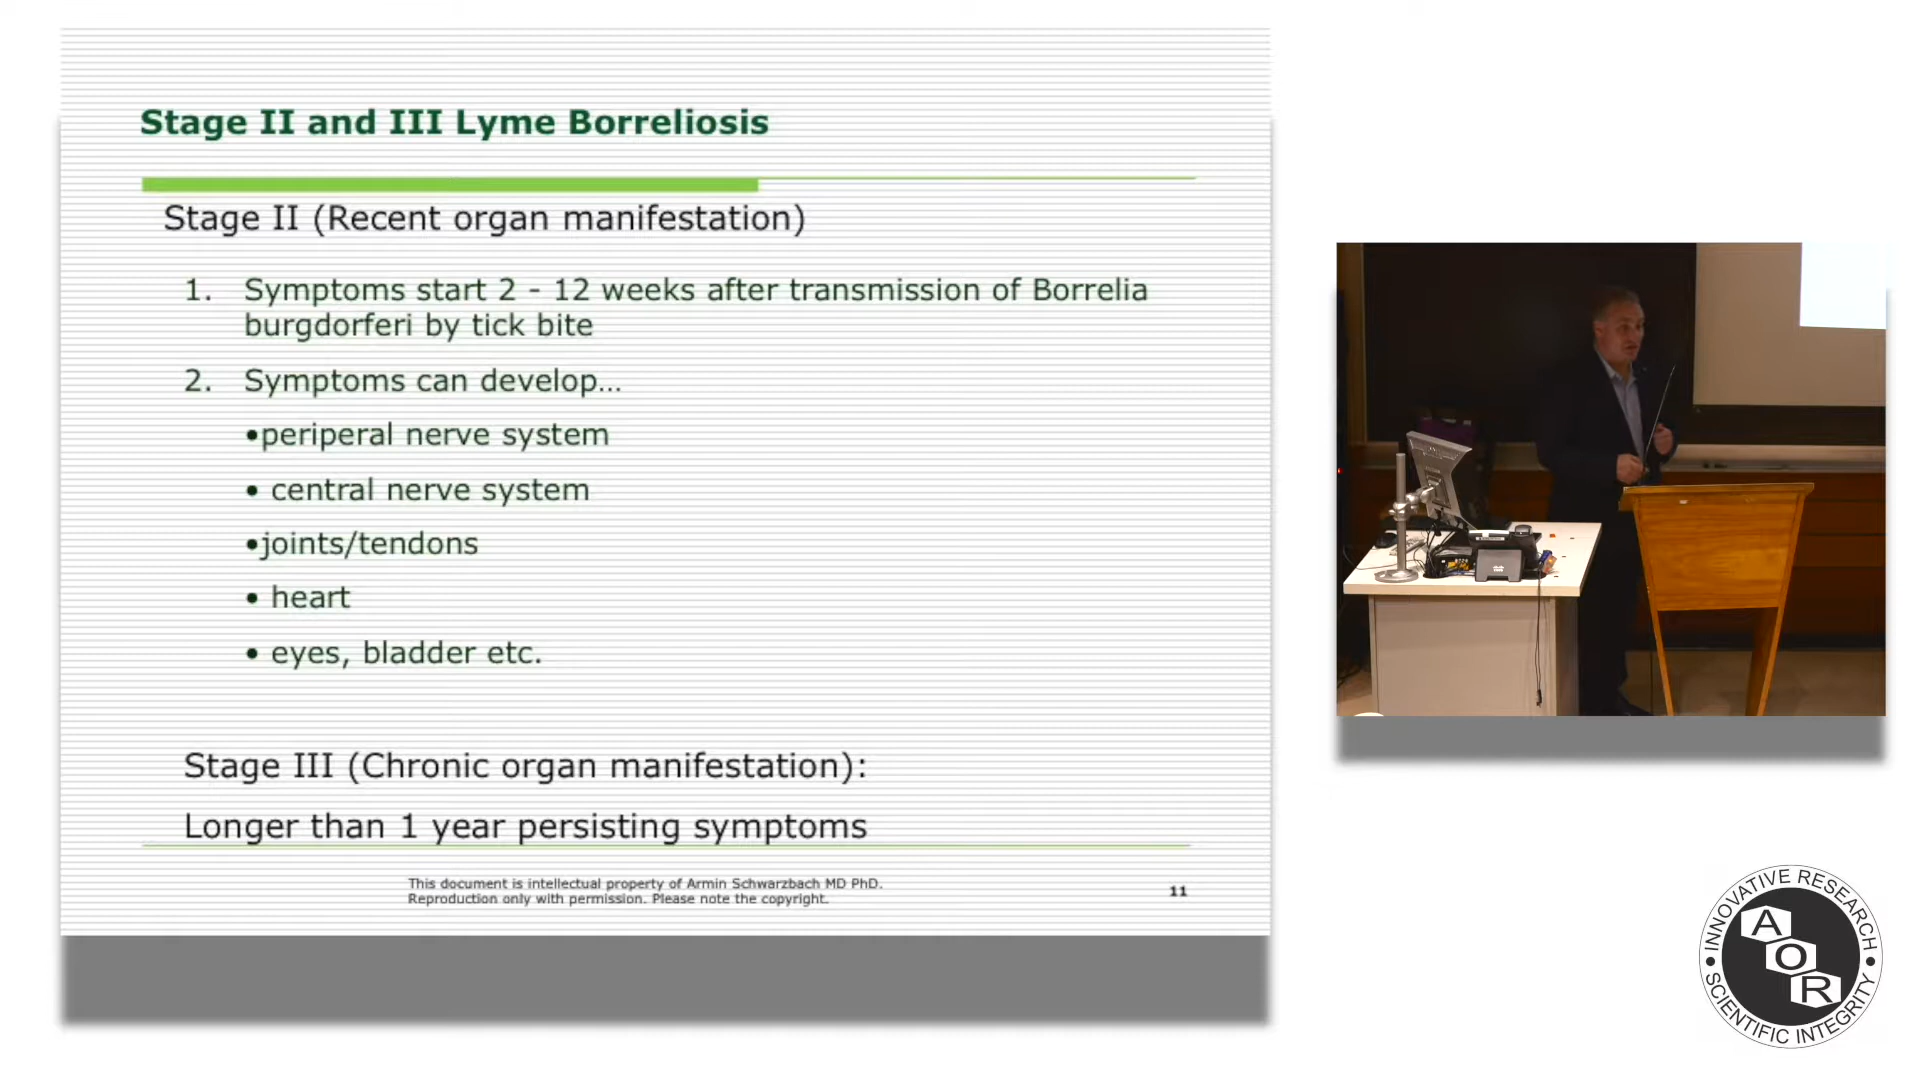 Stage II and III Lyme Borreliosis
Stage II (Recent organ manifestation)
1. Symptoms start 2 - 12 weeks after transmission of Borrelia
burgdorferi by tick bite
2. Symptoms can develop...
•periperal nerve system
• central nerve system
•joints/tendons
• heart
• eyes, bladder etc.
Stage III (Chronic organ manifestation):
Longer than 1 year persisting symptoms
This document is intellectual property of Armin Schwarzbach MD PhD.
Reproduction only with permission. Please note the copyright.
11
• INNOVATIVE RESEARCH •
AOR
SCIENTIFIC INTEGRITY